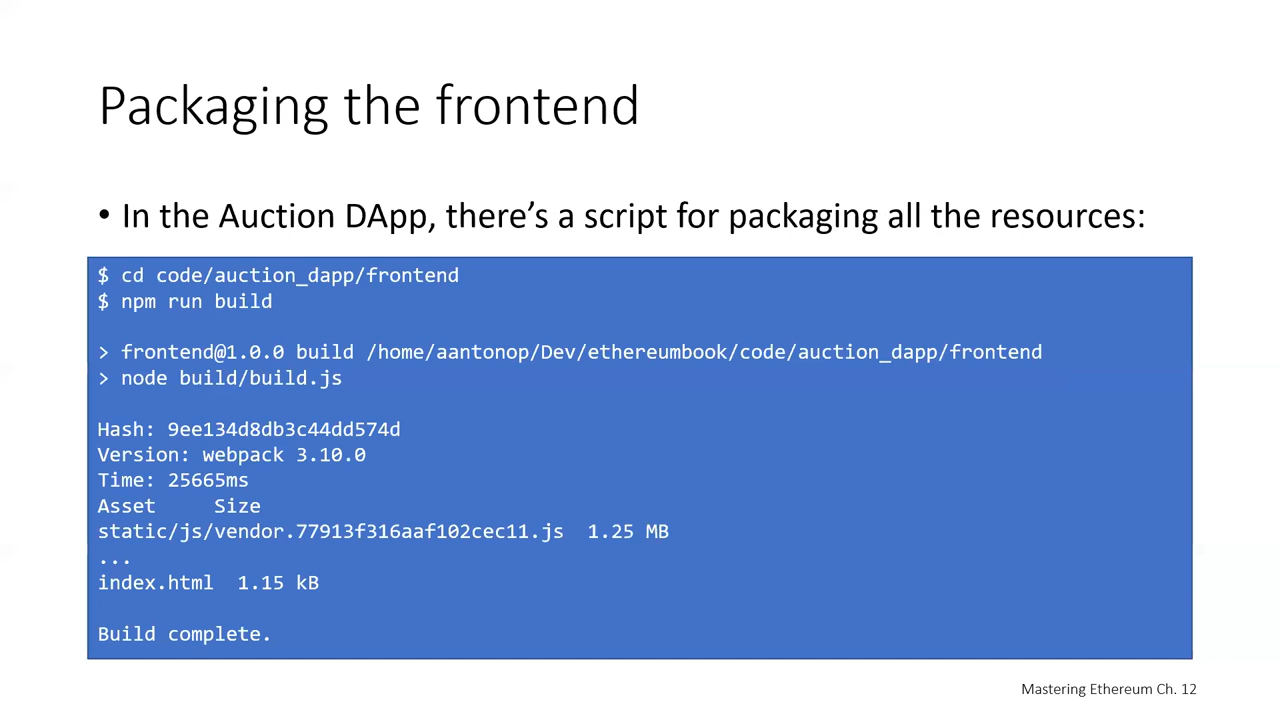 Packaging the frontend
• In the Auction DApp, there’s a script for packaging all the resources:
$ cd code/auction_dapp/frontend
$ npm run build
> frontend@1.0.0 build /home/aantonop/Dev/ethereumbook/code/auction_dapp/frontend
> node build/build.js
Hash: 9ee134d8db3c44dd574d
Version: webpack 3.10.0
Time: 25665ms
Asset     Size
static/js/vendor.77913f316aaf102cec11.js  1.25 MB
...
index.html  1.15 kB
Build complete.
Mastering Ethereum Ch. 12